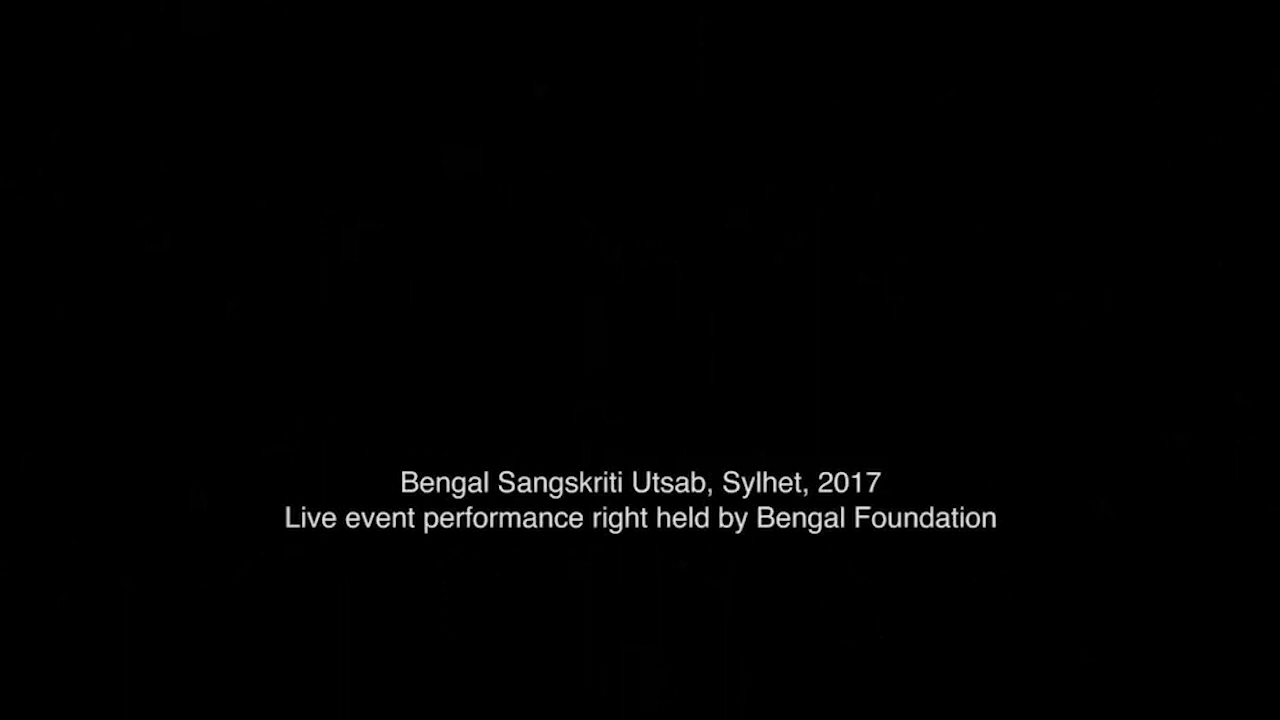 Bengal Sangskriti Utsab, Sylhet, 2017
Live event performance right held by Bengal Foundation